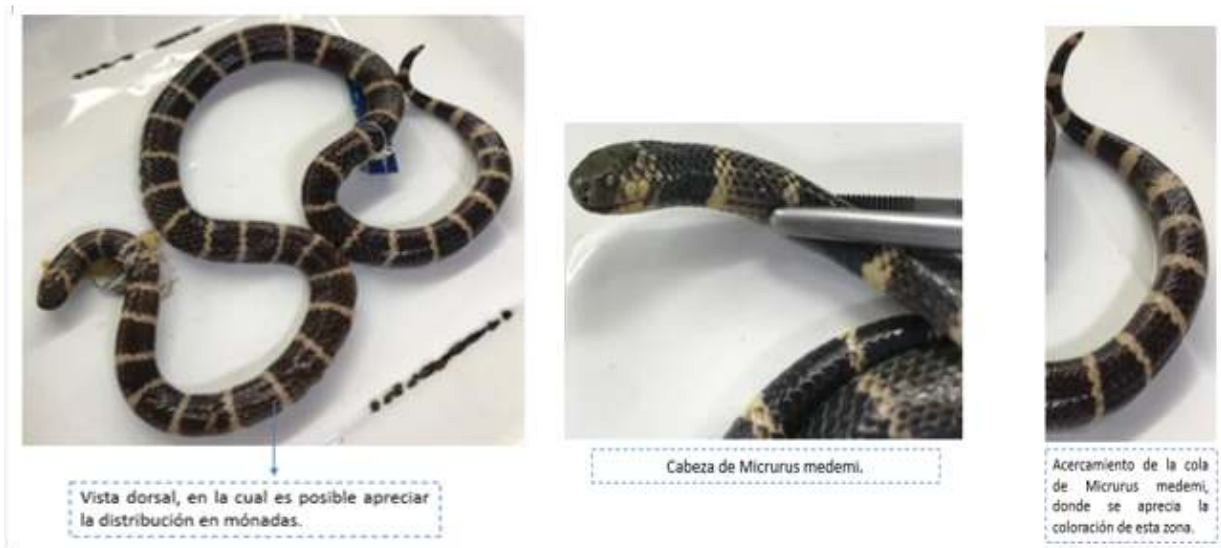 Vista dorsal, en la cual es posible apreciar
la distribución en mónadas.
Cabeza de Micrurus medemi.
Acercamiento de la cola
de Micrurus medemi,
donde se aprecia la
coloración de esta zona.